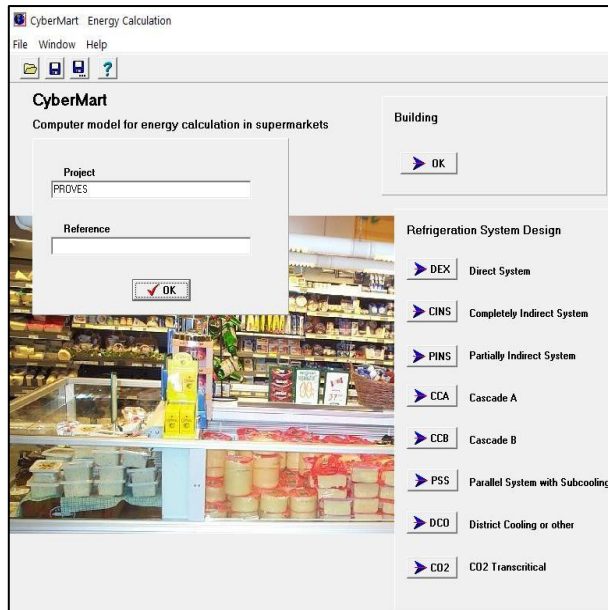 CyberMart Energy Calculation
File Window Help
CyberMart
Computer model for energy calculation in supermarkets
Project
PROVES
Reference
OK
Building
OK
Refrigeration System Design
DEX Direct System
CINS Completely Indirect System
PINS Partially Indirect System
CCA Cascade A
CCB Cascade B
PSS Parallel System with Subcooling
DCO District Cooling or other
CO2 CO2 Transcritical